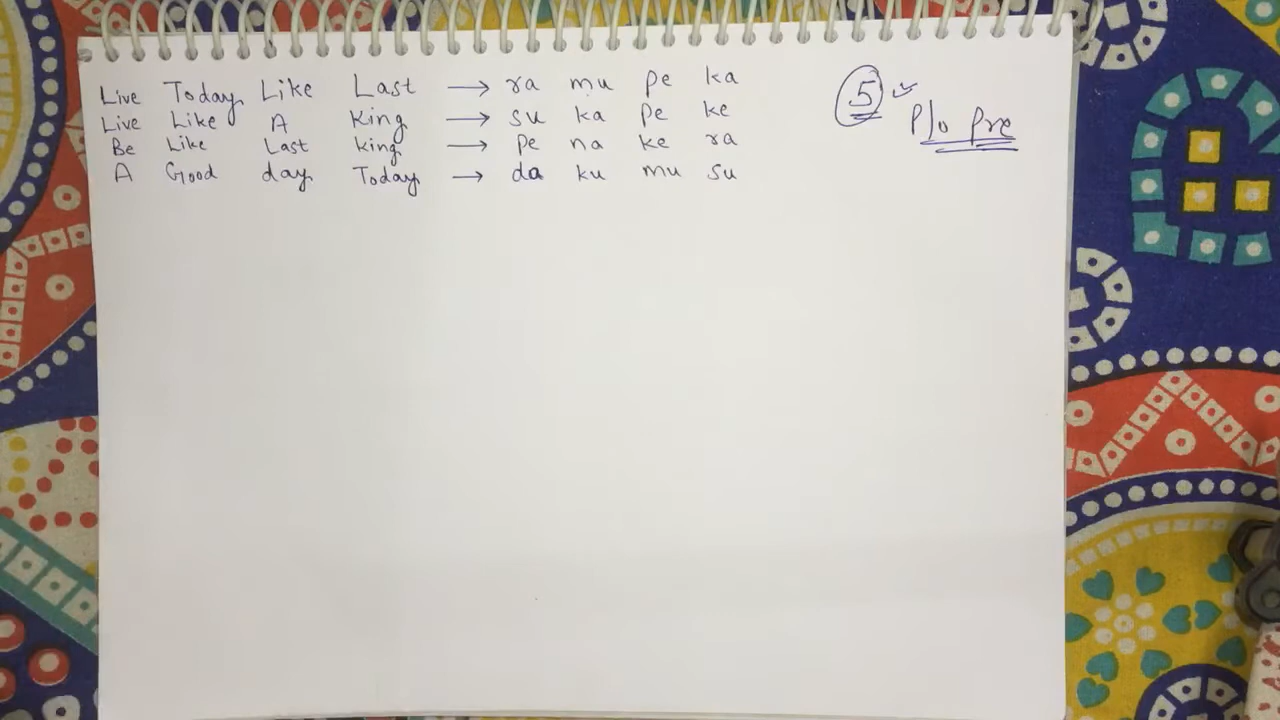 Live Today Like Last → ra mu pe ka
Live Like A King → su ka pe ke
Be Like Last king → pe na ke ra
A Good day Today → da ku mu su
5
P/o Pre